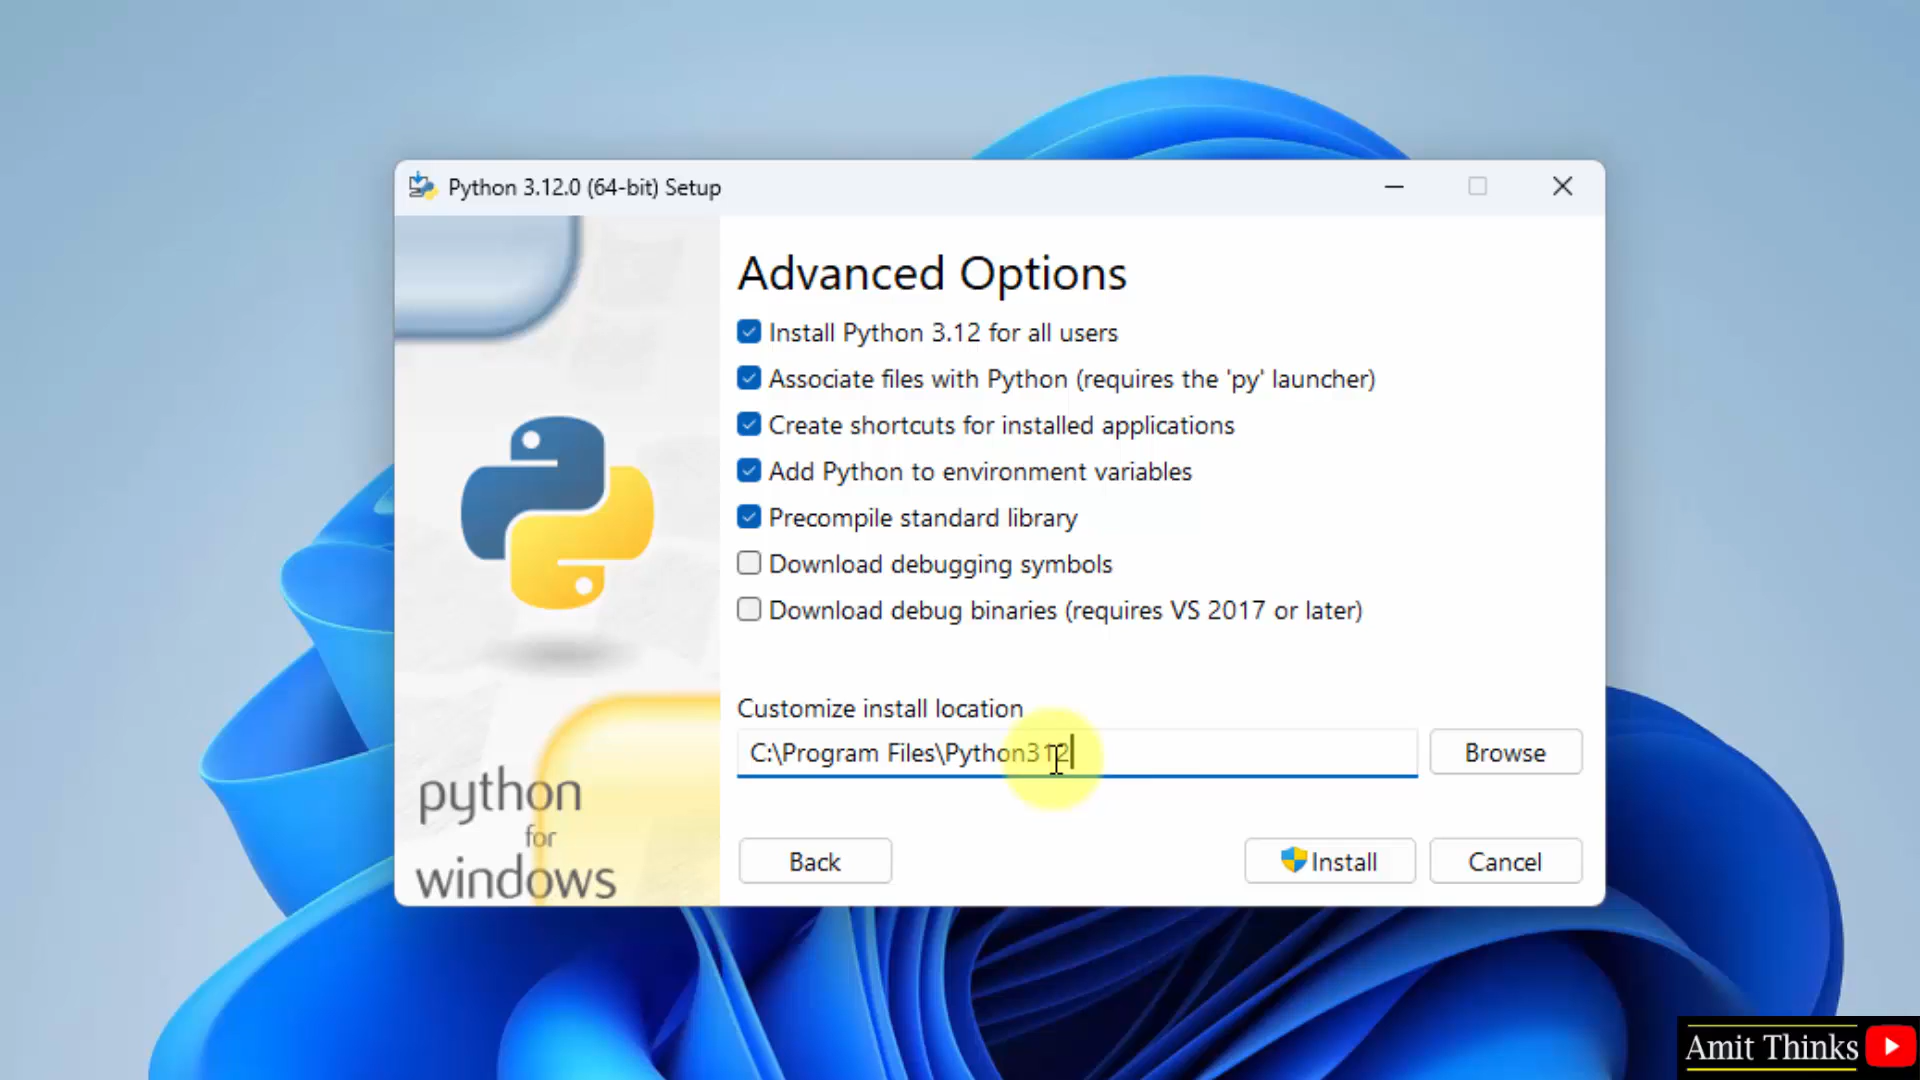 Python 3.12.0 (64-bit) Setup
Advanced Options
Install Python 3.12 for all users
Associate files with Python (requires the 'py' launcher)
Create shortcuts for installed applications
Add Python to environment variables
Precompile standard library
Download debugging symbols
Download debug binaries (requires VS 2017 or later)
Customize install location
C:\Program Files\Python312
Browse
python
for
windows
Back
Install
Cancel
Amit Thinks